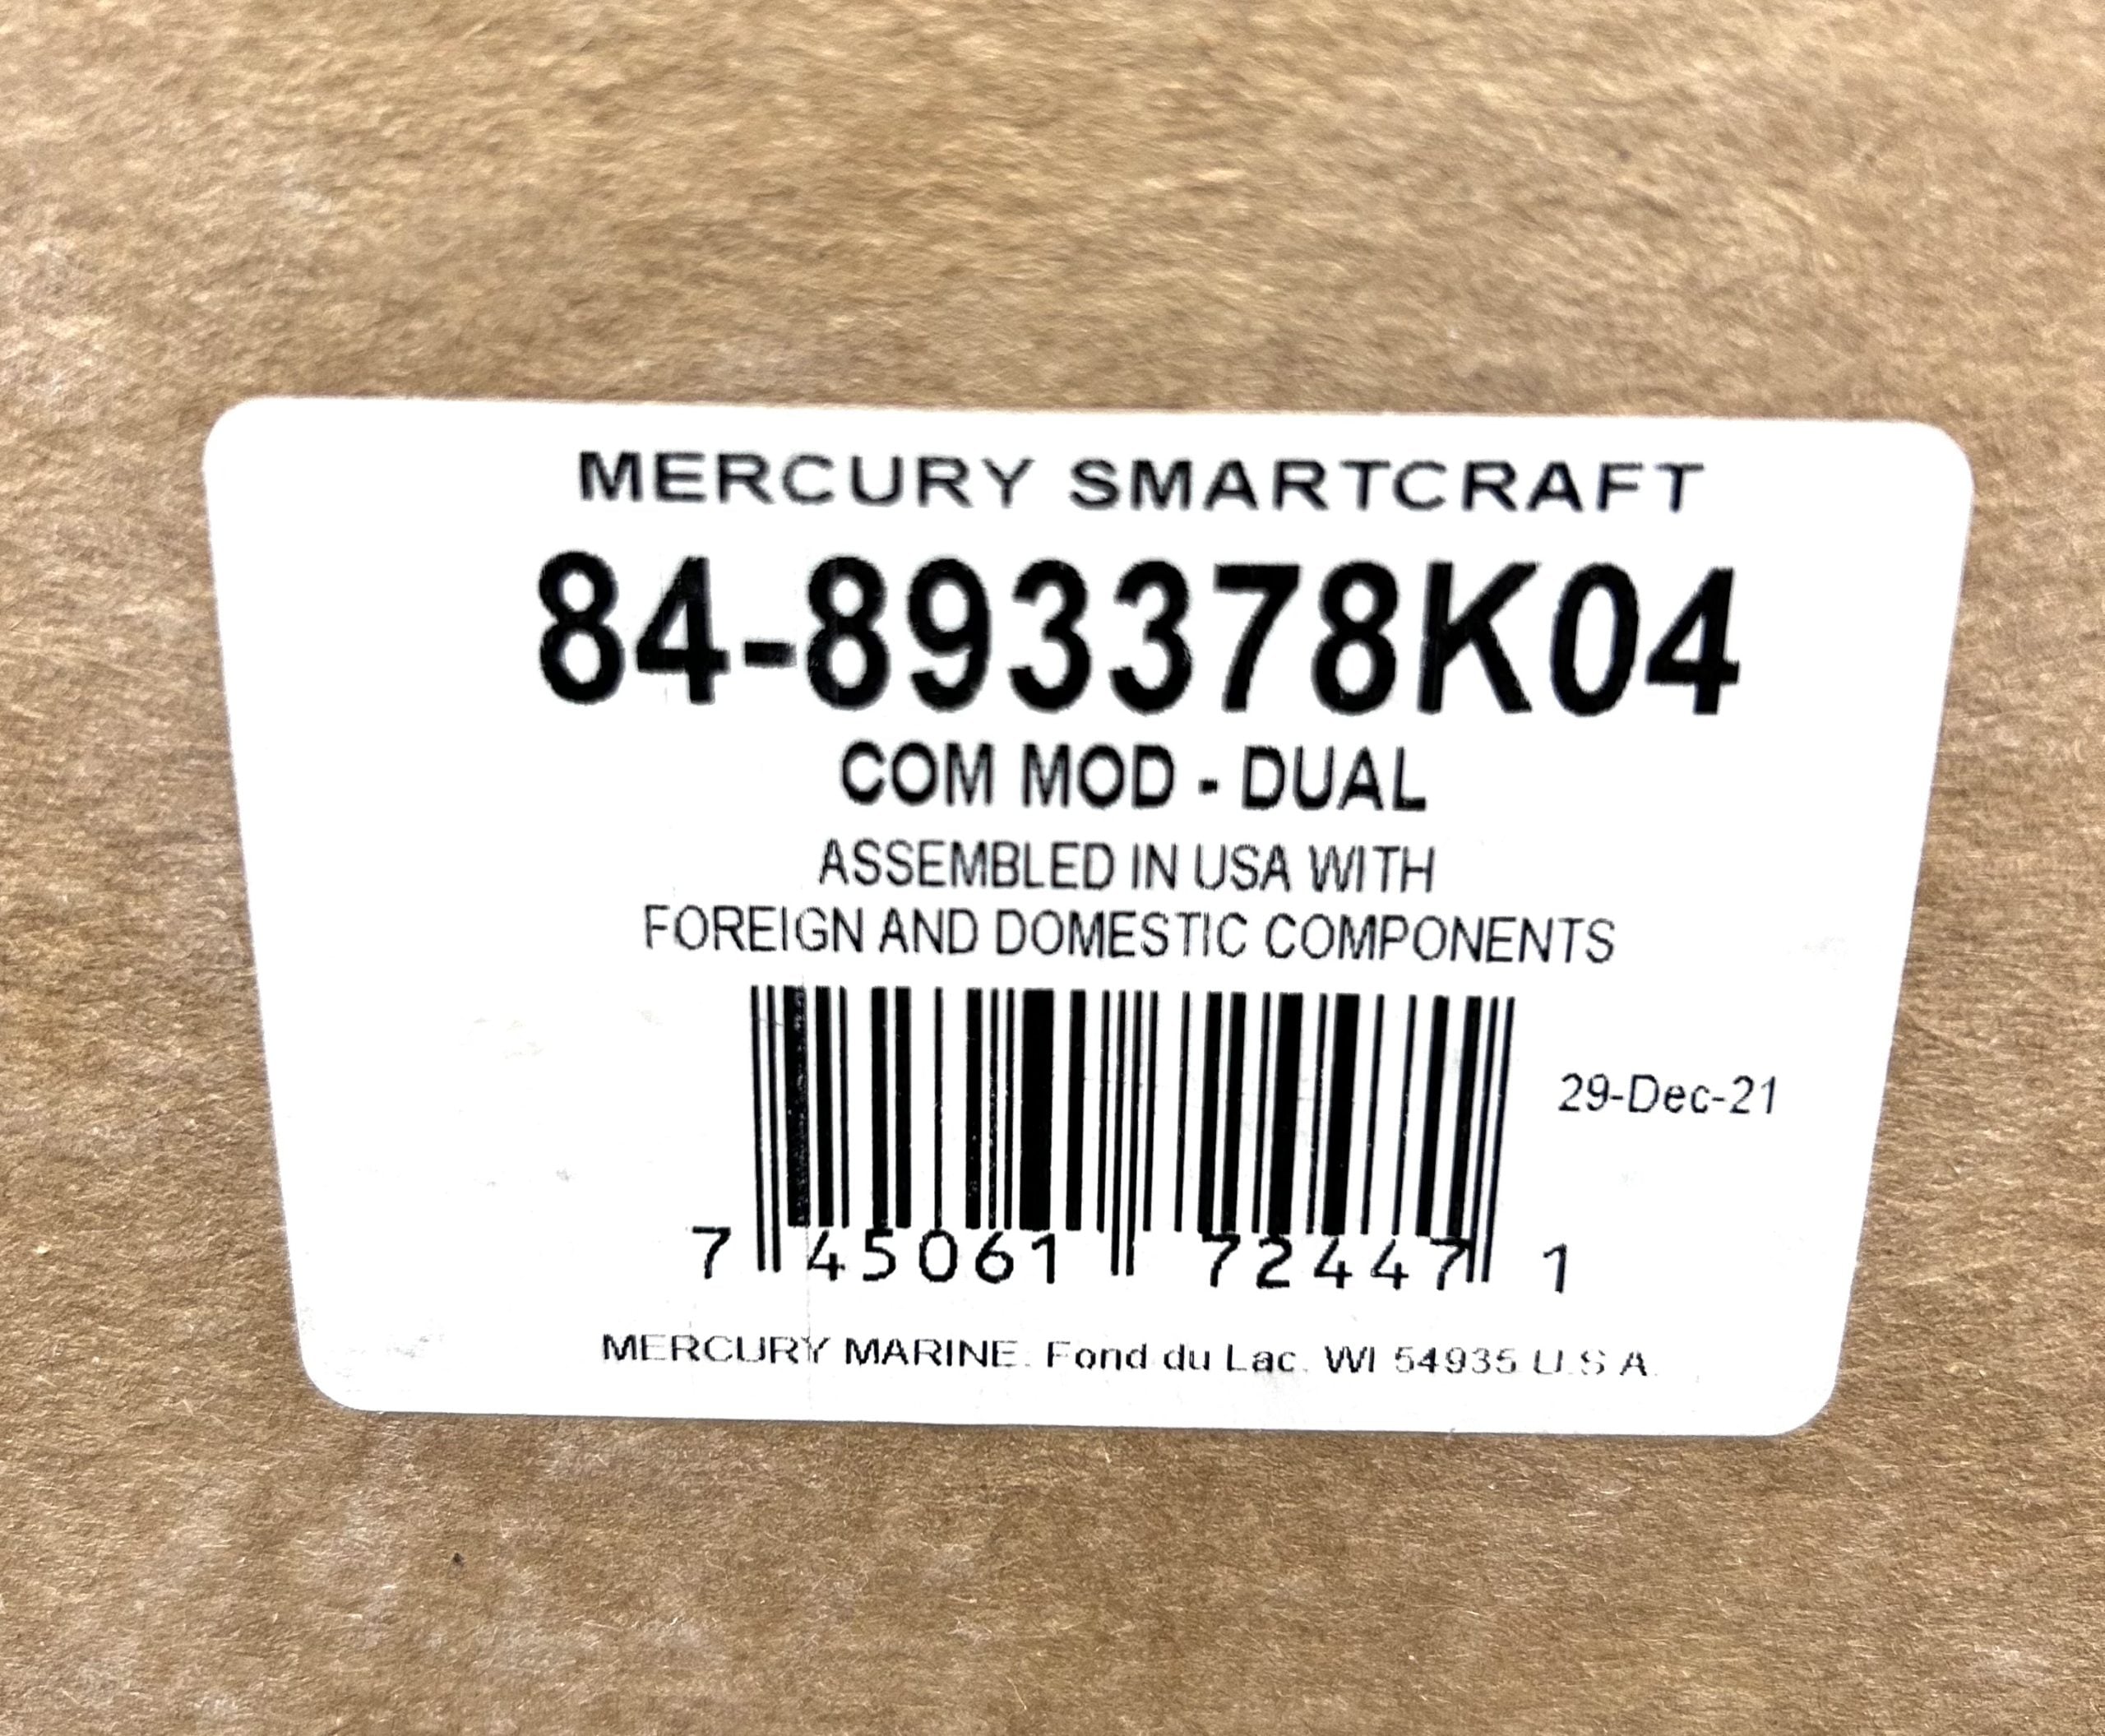 MERCURY SMARTCRAFT
84-893378K04
COM MOD - DUAL
ASSEMBLED IN USA WITH
FOREIGN AND DOMESTIC COMPONENTS
29-Dec-21
7 45061 72447 1
MERCURY MARINE. Fond du Lac. WI 54935 U.S.A.